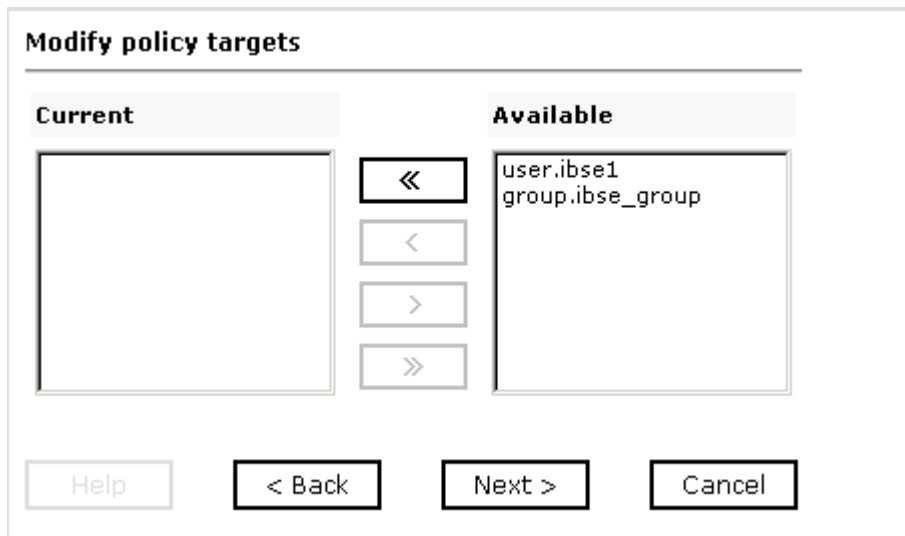 Modify policy targets
Current
Available
«
user.ibse1
group.ibse_group
<
>
»
Help
< Back
Next >
Cancel